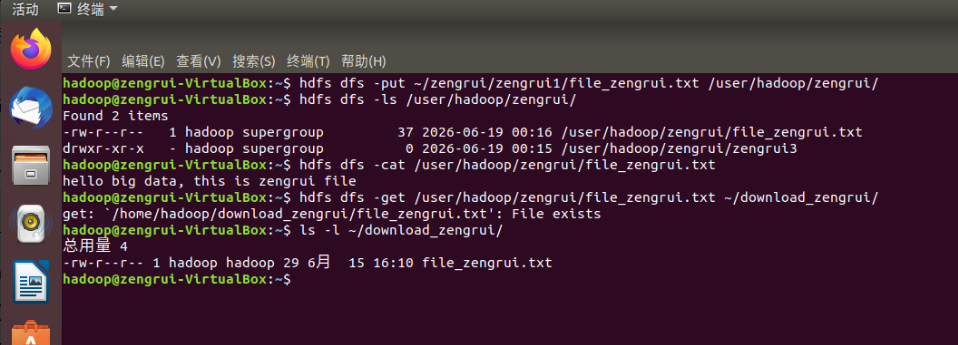 活动 终端
文件(F) 编辑(E) 查看(V) 搜索(S) 终端(T) 帮助(H)
hadoop@zengrui-VirtualBox:~$ hdfs dfs -put ~/zengrui/zengrui1/file_zengrui.txt /user/hadoop/zengrui/
hadoop@zengrui-VirtualBox:~$ hdfs dfs -ls /user/hadoop/zengrui/
Found 2 items
-rw-r--r--   1 hadoop supergroup         37 2026-06-19 00:16 /user/hadoop/zengrui/file_zengrui.txt
drwxr-xr-x   - hadoop supergroup          0 2026-06-19 00:15 /user/hadoop/zengrui/zengrui3
hadoop@zengrui-VirtualBox:~$ hdfs dfs -cat /user/hadoop/zengrui/file_zengrui.txt
hello big data, this is zengrui file
hadoop@zengrui-VirtualBox:~$ hdfs dfs -get /user/hadoop/zengrui/file_zengrui.txt ~/download_zengrui/
get: `/home/hadoop/download_zengrui/file_zengrui.txt': File exists
hadoop@zengrui-VirtualBox:~$ ls -l ~/download_zengrui/
总用量 4
-rw-r--r-- 1 hadoop hadoop 29 6月  15 16:10 file_zengrui.txt
hadoop@zengrui-VirtualBox:~$